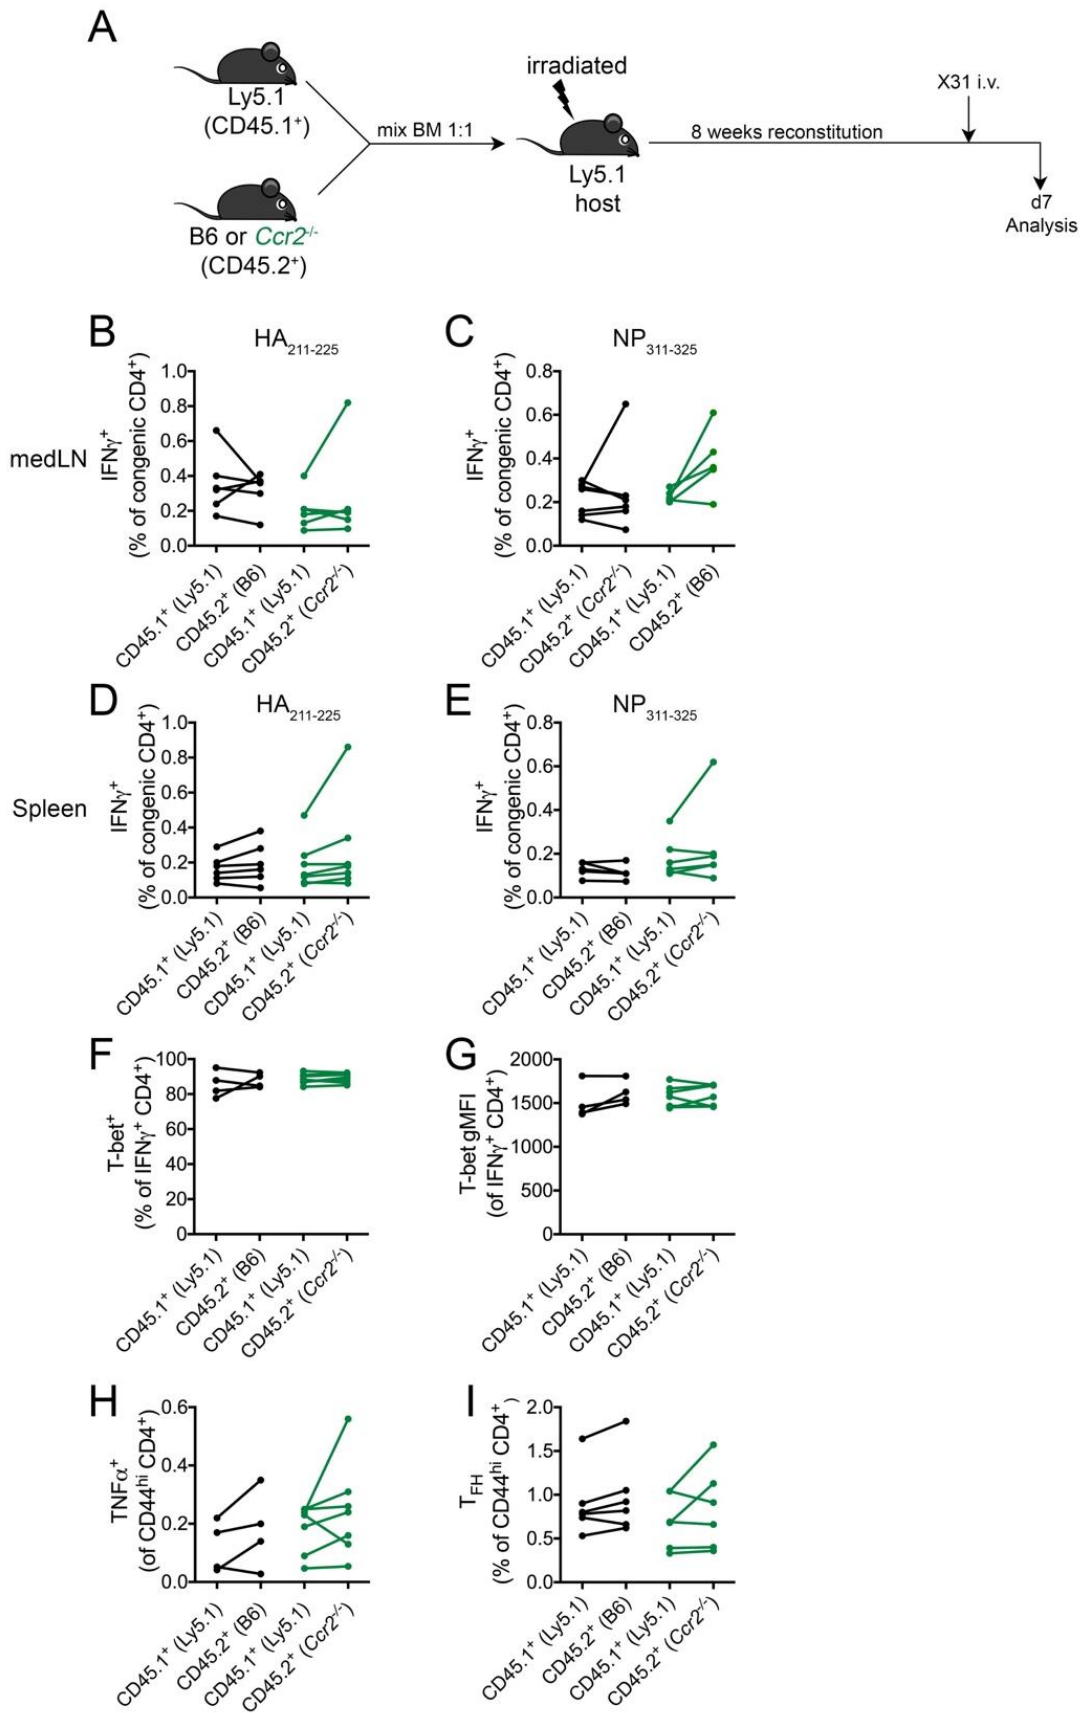 A
Ly5.1
(CD45.1⁺)
B6 or Ccr2⁻/⁻
(CD45.2⁺)
mix BM 1:1
irradiated
Ly5.1
host
8 weeks reconstitution
X31 i.v.
d7
Analysis
medLN
B
HA₂₁₁₋₂₂₅
IFNγ⁺
(% of congenic CD4⁺)
1.0
0.8
0.6
0.4
0.2
0.0
CD45.1⁺ (Ly5.1)
CD45.2⁺ (B6)
CD45.1⁺ (Ly5.1)
CD45.2⁺ (Ccr2⁻/⁻)
C
NP₃₁₁₋₃₂₅
IFNγ⁺
(% of congenic CD4⁺)
0.8
0.6
0.4
0.2
0.0
CD45.1⁺ (Ly5.1)
CD45.2⁺ (Ccr2⁻/⁻)
CD45.1⁺ (Ly5.1)
CD45.2⁺ (B6)
Spleen
D
HA₂₁₁₋₂₂₅
IFNγ⁺
(% of congenic CD4⁺)
1.0
0.8
0.6
0.4
0.2
0.0
CD45.1⁺ (Ly5.1)
CD45.2⁺ (B6)
CD45.1⁺ (Ly5.1)
CD45.2⁺ (Ccr2⁻/⁻)
E
NP₃₁₁₋₃₂₅
IFNγ⁺
(% of congenic CD4⁺)
0.8
0.6
0.4
0.2
0.0
CD45.1⁺ (Ly5.1)
CD45.2⁺ (B6)
CD45.1⁺ (Ly5.1)
CD45.2⁺ (Ccr2⁻/⁻)
F
T-bet⁺
(% of IFNγ⁺ CD4⁺)
100
80
60
40
20
0
CD45.1⁺ (Ly5.1)
CD45.2⁺ (B6)
CD45.1⁺ (Ly5.1)
CD45.2⁺ (Ccr2⁻/⁻)
G
T-bet gMFI
(of IFNγ⁺ CD4⁺)
2000
1500
1000
500
0
CD45.1⁺ (Ly5.1)
CD45.2⁺ (B6)
CD45.1⁺ (Ly5.1)
CD45.2⁺ (Ccr2⁻/⁻)
H
TNFα⁺
(of CD44ʰⁱ CD4⁺)
0.6
0.4
0.2
0.0
CD45.1⁺ (Ly5.1)
CD45.2⁺ (B6)
CD45.1⁺ (Ly5.1)
CD45.2⁺ (Ccr2⁻/⁻)
I
T_FH
(% of CD44ʰⁱ CD4⁺)
2.0
1.5
1.0
0.5
0.0
CD45.1⁺ (Ly5.1)
CD45.2⁺ (B6)
CD45.1⁺ (Ly5.1)
CD45.2⁺ (Ccr2⁻/⁻)